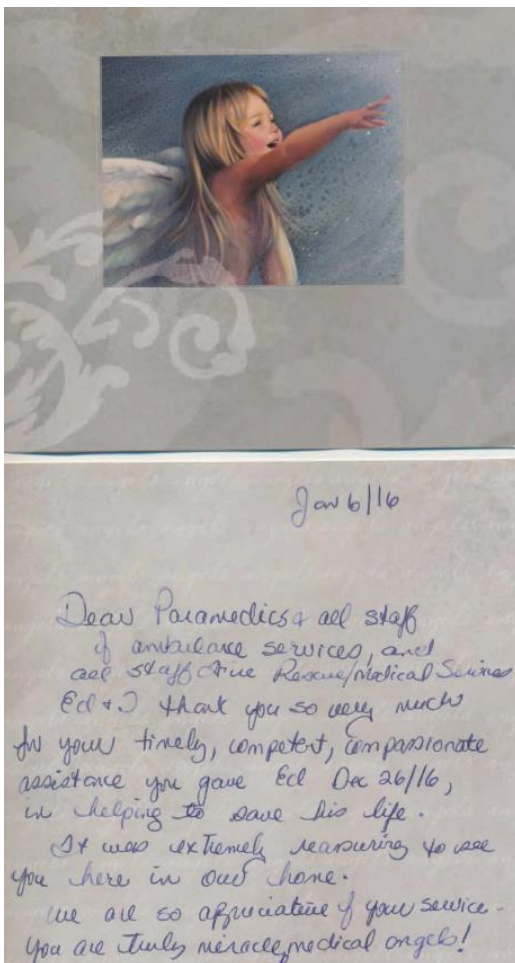 Jan 6/16
Dear Paramedics & all staff
of ambulance services, and
all staff Fire Rescue/Medical Services
Ed & I thank you so very much
for your timely, competent, compassionate
assistance you gave Ed Dec 26/16,
in helping to save his life.
It was extremely reassuring to see
you here in our home.
We are so appreciative of your service.
You are truly miracle, medical angels!